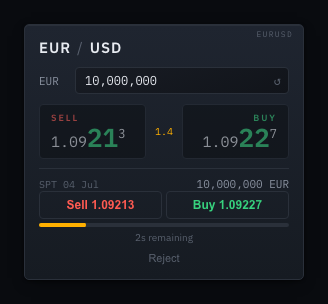 EURUSD
EUR / USD
EUR 10,000,000 ↺
SELL BUY
1.09213 1.4 1.09227
SPT 04 Jul 10,000,000 EUR
Sell 1.09213 Buy 1.09227
2s remaining
Reject